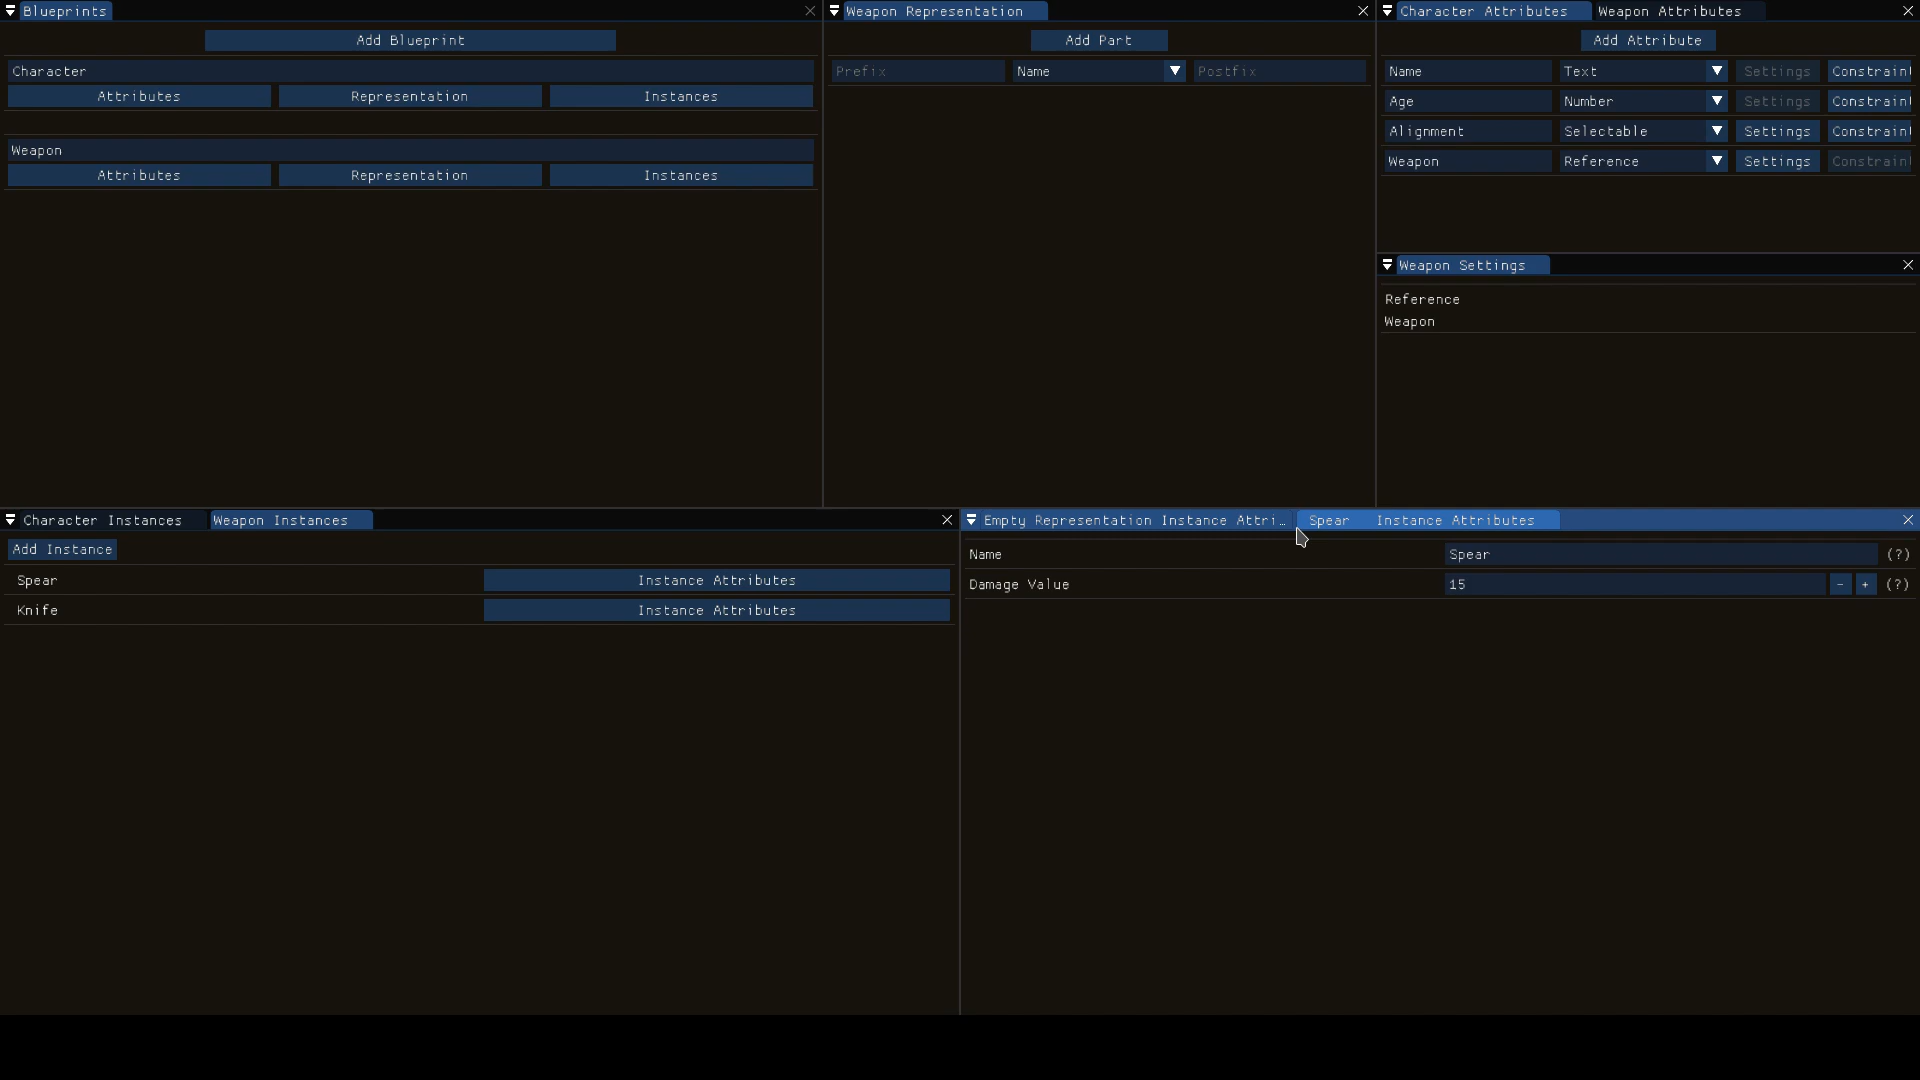 Blueprints
Add Blueprint
Character
Attributes Representation Instances
Weapon
Attributes Representation Instances
Weapon Representation
Add Part
Prefix Name Postfix
Character Attributes Weapon Attributes
Add Attribute
Name Text Settings Constraint
Age Number Settings Constraint
Alignment Selectable Settings Constraint
Weapon Reference Settings Constraint
Weapon Settings
Reference
Weapon
Character Instances Weapon Instances
Add Instance
Spear Instance Attributes
Knife Instance Attributes
Empty Representation Instance Attri… Spear Instance Attributes
Name Spear (?)
Damage Value 15 - + (?)